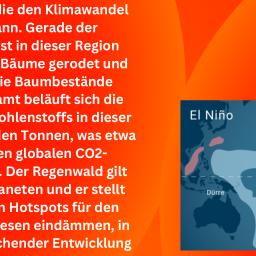 die den Klimawandel
ann. Gerade der
st in dieser Region
Bäume gerodet und
ie Baumbestände
amt beläuft sich die
ohlenstoffs in dieser
den Tonnen, was etwa
en globalen CO2-
. Der Regenwald gilt
aneten und er stellt
n Hotspots für den
esen eindämmen, in
chender Entwicklung
El Niño
Dürre